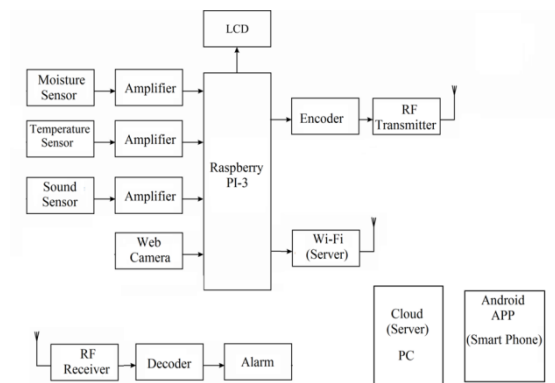 LCD
Moisture
Sensor
Amplifier
Temperature
Sensor
Amplifier
Sound
Sensor
Amplifier
Web
Camera
Raspberry
PI-3
Encoder
RF
Transmitter
Wi-Fi
(Server)
Cloud
(Server)
PC
Android
APP
(Smart Phone)
RF
Receiver
Decoder
Alarm